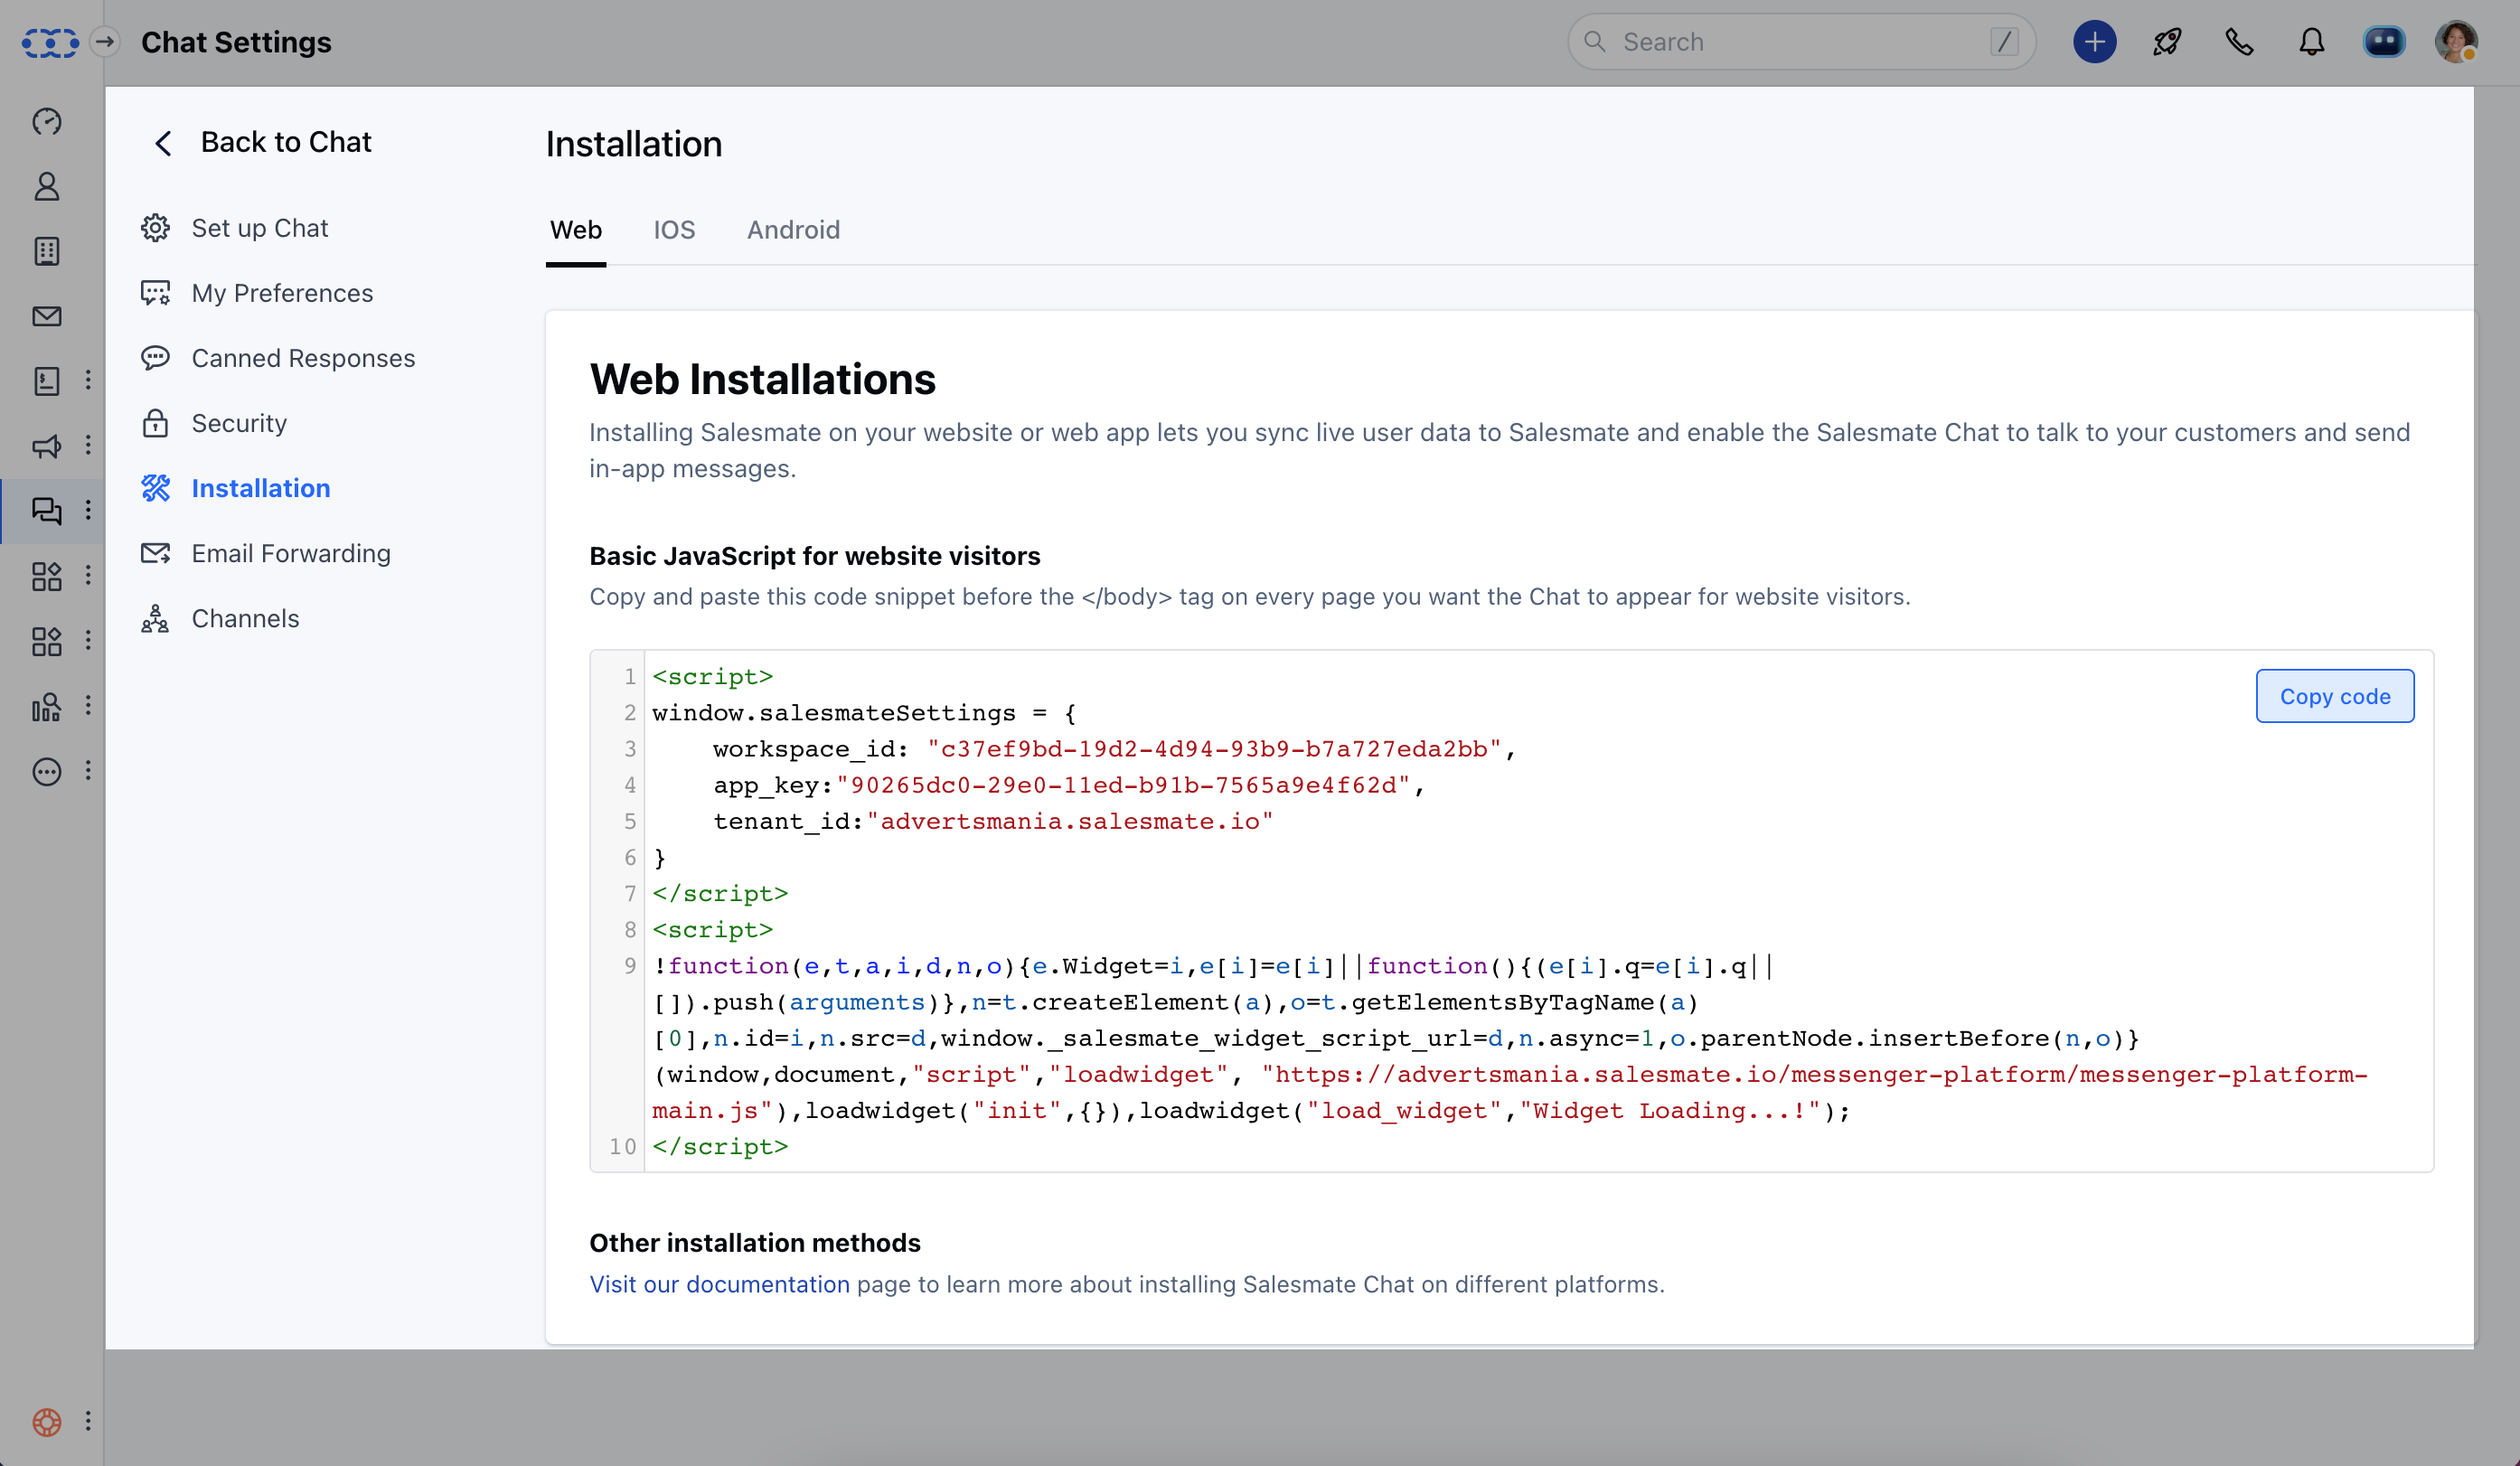 Chat Settings
Search /
Back to Chat
Set up Chat
My Preferences
Canned Responses
Security
Installation
Email Forwarding
Channels
Installation
Web IOS Android
Web Installations
Installing Salesmate on your website or web app lets you sync live user data to Salesmate and enable the Salesmate Chat to talk to your customers and send
in-app messages.
Basic JavaScript for website visitors
Copy and paste this code snippet before the </body> tag on every page you want the Chat to appear for website visitors.
Copy code
1 <script>
2 window.salesmateSettings = {
3     workspace_id: "c37ef9bd-19d2-4d94-93b9-b7a727eda2bb",
4     app_key:"90265dc0-29e0-11ed-b91b-7565a9e4f62d",
5     tenant_id:"advertsmania.salesmate.io"
6 }
7 </script>
8 <script>
9 !function(e,t,a,i,d,n,o){e.Widget=i,e[i]=e[i]||function(){(e[i].q=e[i].q||
[]).push(arguments)},n=t.createElement(a),o=t.getElementsByTagName(a)
[0],n.id=i,n.src=d,window._salesmate_widget_script_url=d,n.async=1,o.parentNode.insertBefore(n,o)}
(window,document,"script","loadwidget", "https://advertsmania.salesmate.io/messenger-platform/messenger-platform-
main.js"),loadwidget("init",{}),loadwidget("load_widget","Widget Loading...!");
10 </script>
Other installation methods
Visit our documentation page to learn more about installing Salesmate Chat on different platforms.